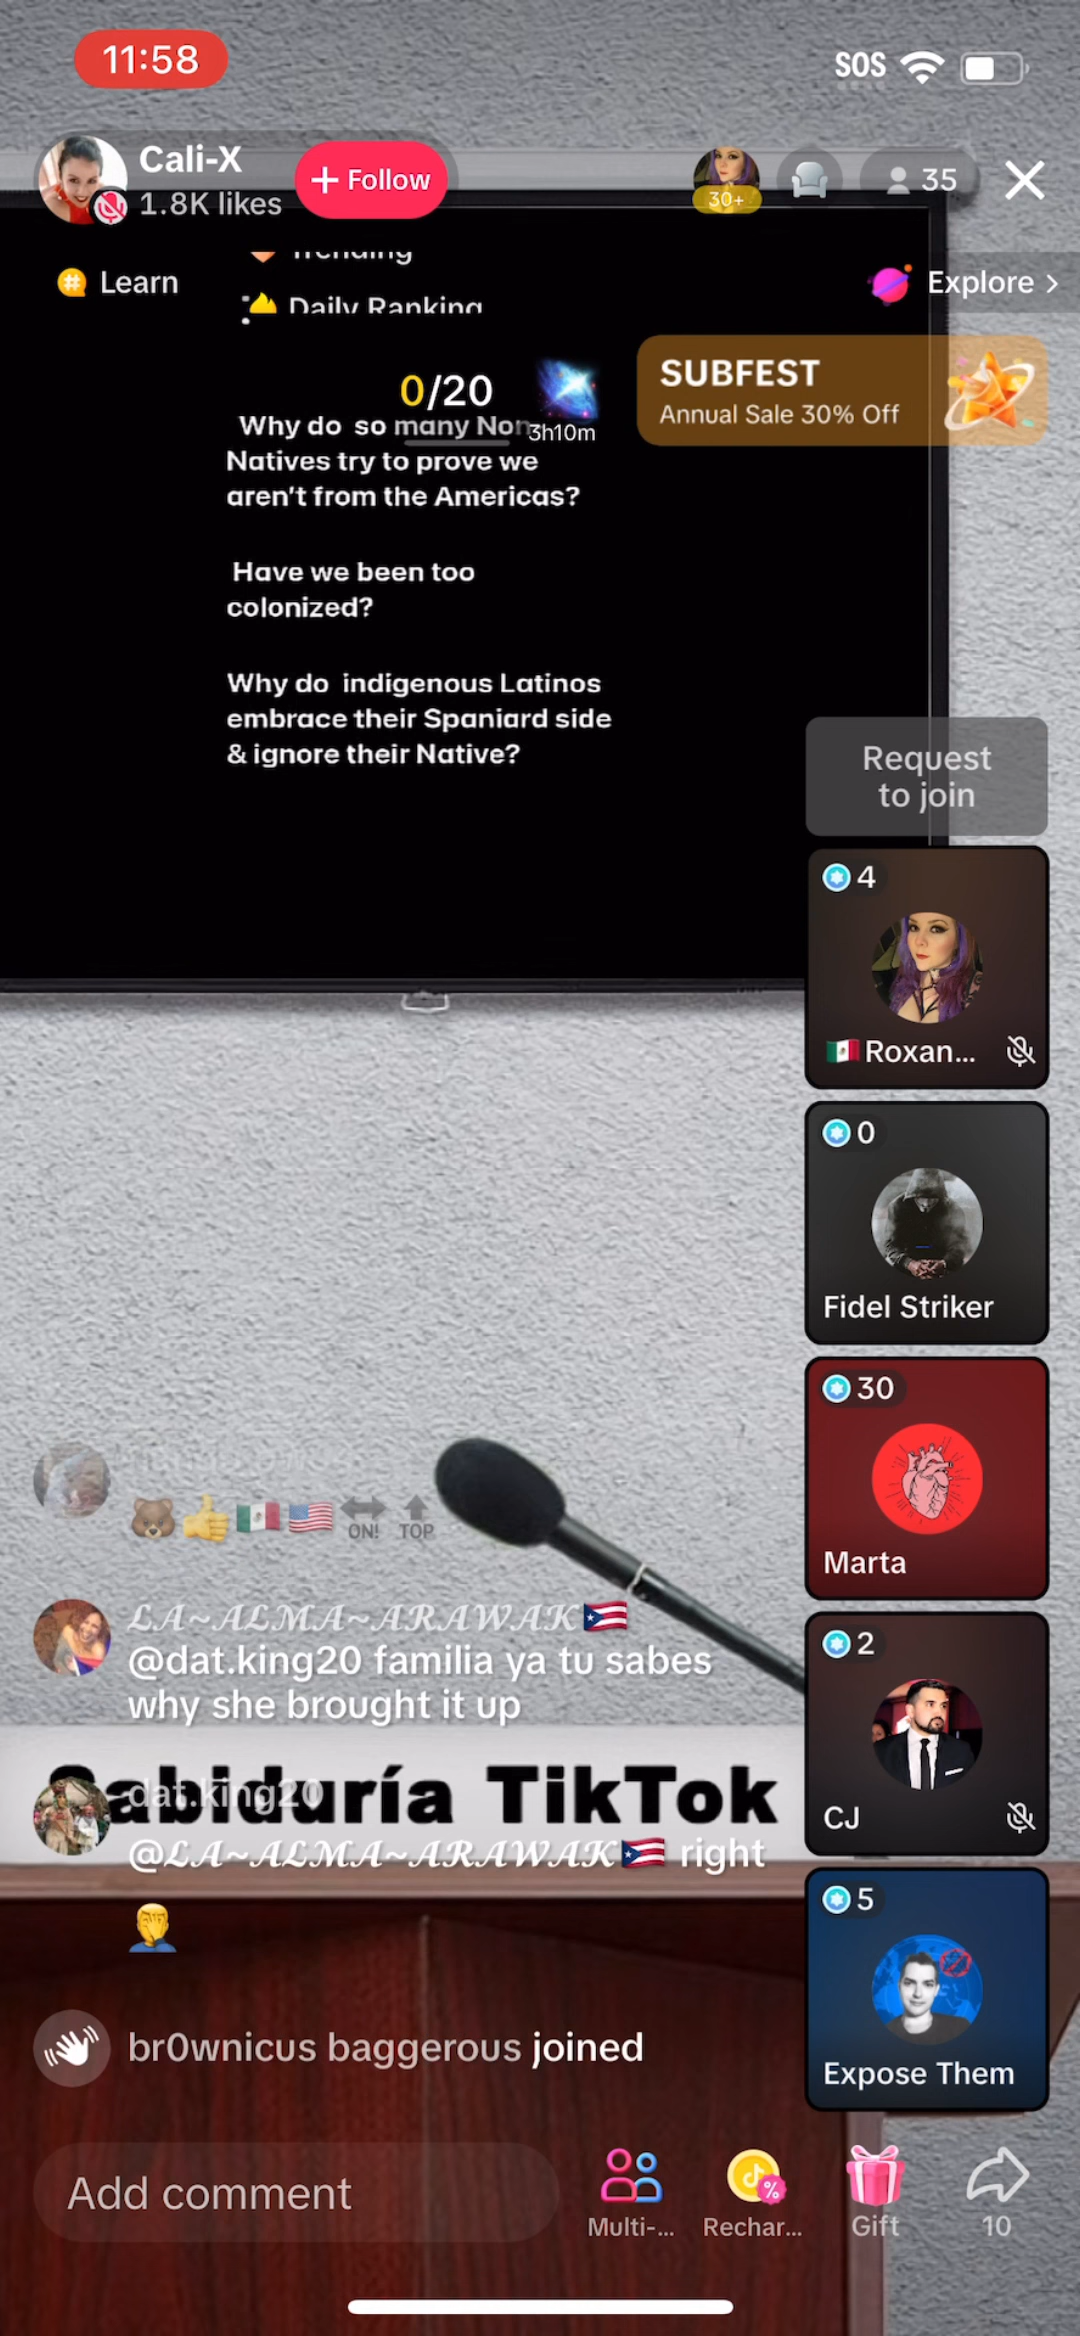 11:58
SOS
Cali-X
1.8K likes
+ Follow
30+
35
Learn
Trending
Daily Ranking
Explore >
0/20
3h10m
SUBFEST
Annual Sale 30% Off
Why do so many Non
Natives try to prove we
aren't from the Americas?
Have we been too
colonized?
Why do indigenous Latinos
embrace their Spaniard side
& ignore their Native?
Request
to join
4
🇲🇽Roxan...
0
Fidel Striker
30
Marta
2
CJ
5
Expose Them
🐻👍🇲🇽🇺🇸🔛🔝
ℒ𝒜~𝒜ℒℳ𝒜~𝒜ℛ𝒜𝒲𝒜𝒦🇵🇷
@dat.king20 familia ya tu sabes
why she brought it up
Sabiduría TikTok
dat.king20
@ℒ𝒜~𝒜ℒℳ𝒜~𝒜ℛ𝒜𝒲𝒜𝒦🇵🇷 right
🤦‍♂️
br0wnicus baggerous joined
Add comment
Multi-...
Rechar...
Gift
10